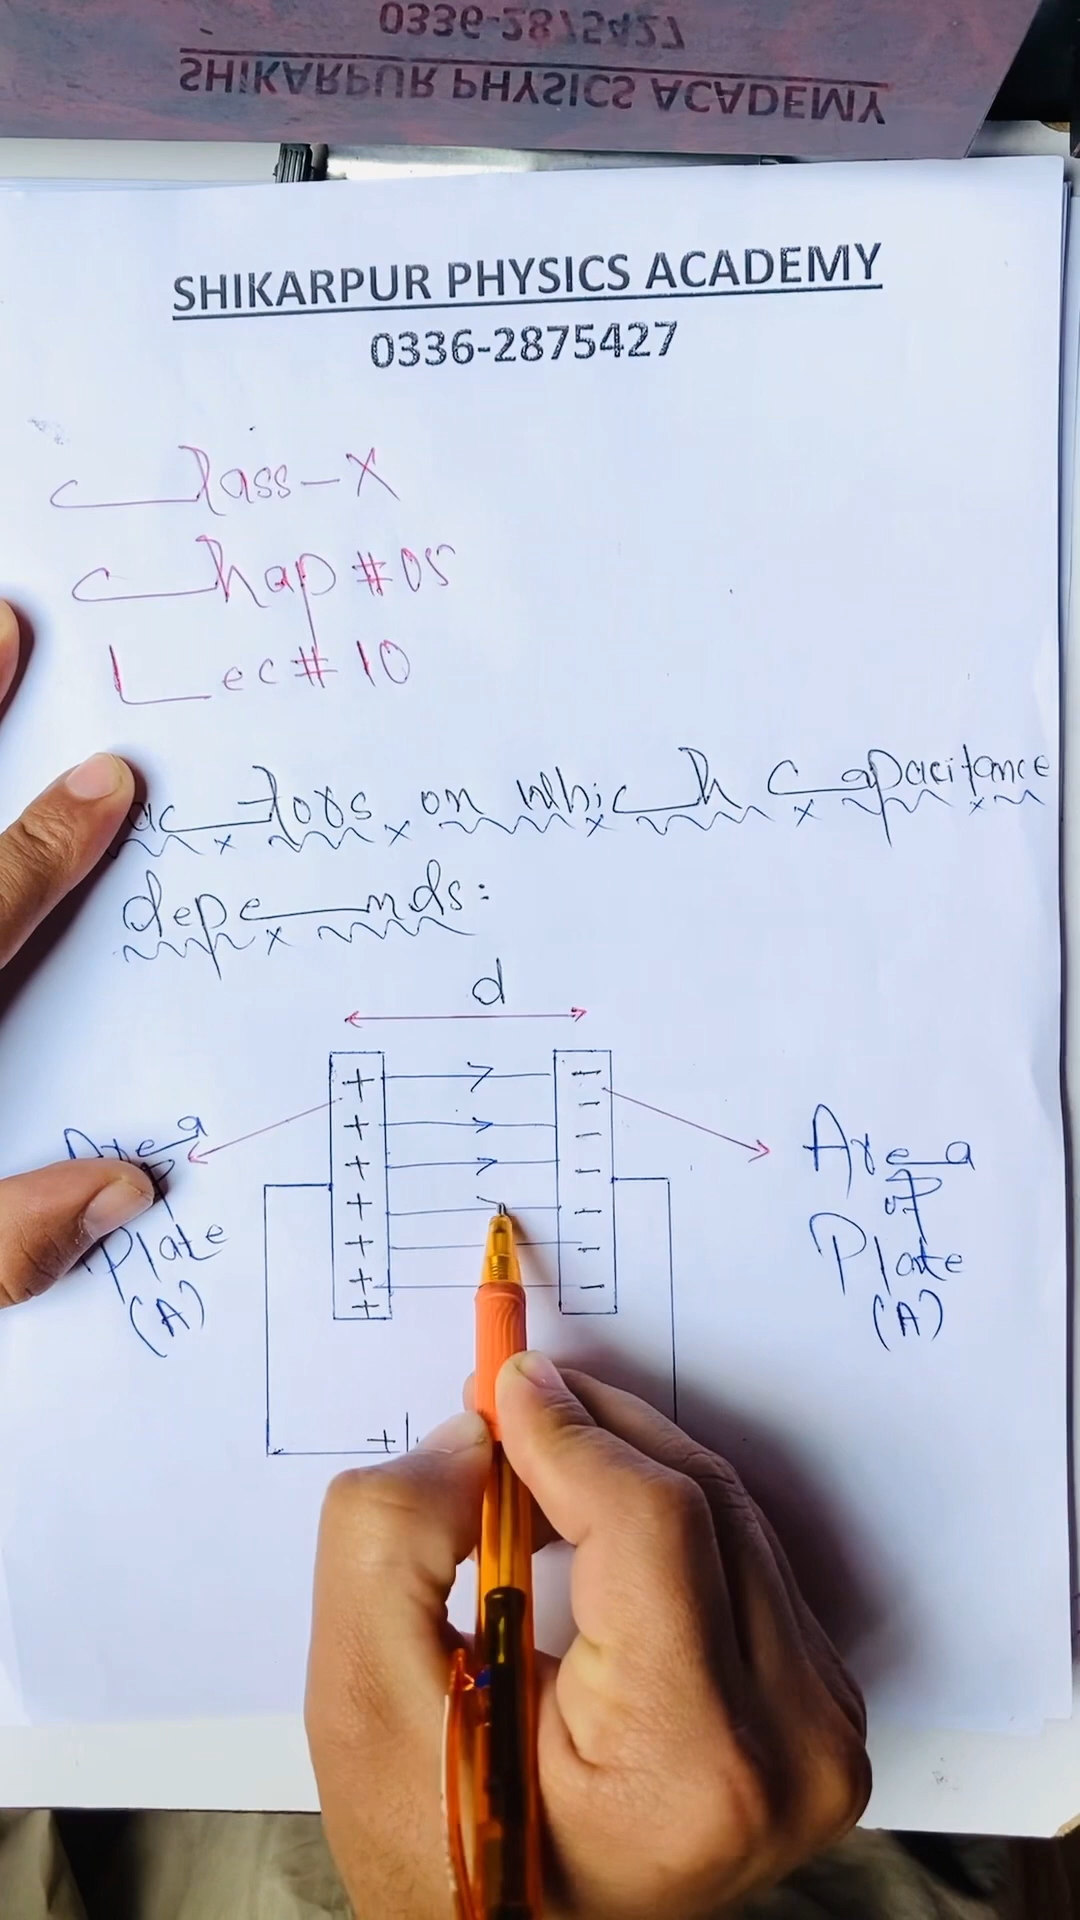 0336-2875427
SHIKARPUR PHYSICS ACADEMY
SHIKARPUR PHYSICS ACADEMY
0336-2875427
Class-X
Chap #05
Lec# 10
actors on which capacitance
depends:
d
+ −
+ −
+ −
+ −
+ −
+ −
+ −
Area
of
Plate
(A)
Area
of
Plate
(A)
+